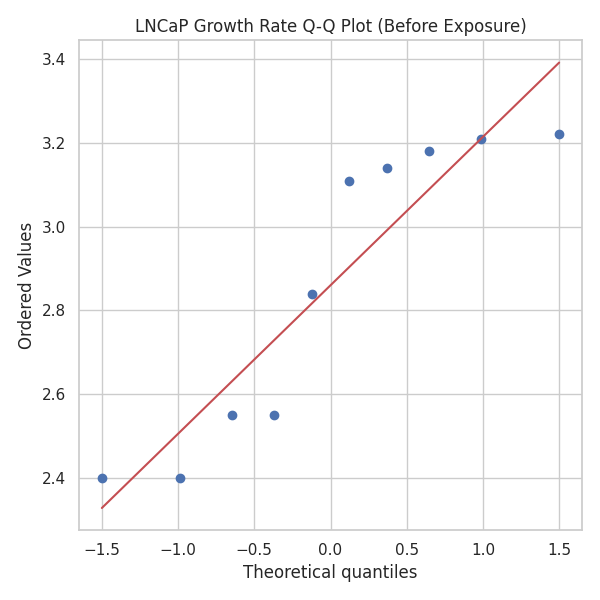 LNCaP Growth Rate Q-Q Plot (Before Exposure)
Ordered Values
3.4
3.2
3.0
2.8
2.6
2.4
−1.5 −1.0 −0.5 0.0 0.5 1.0 1.5
Theoretical quantiles